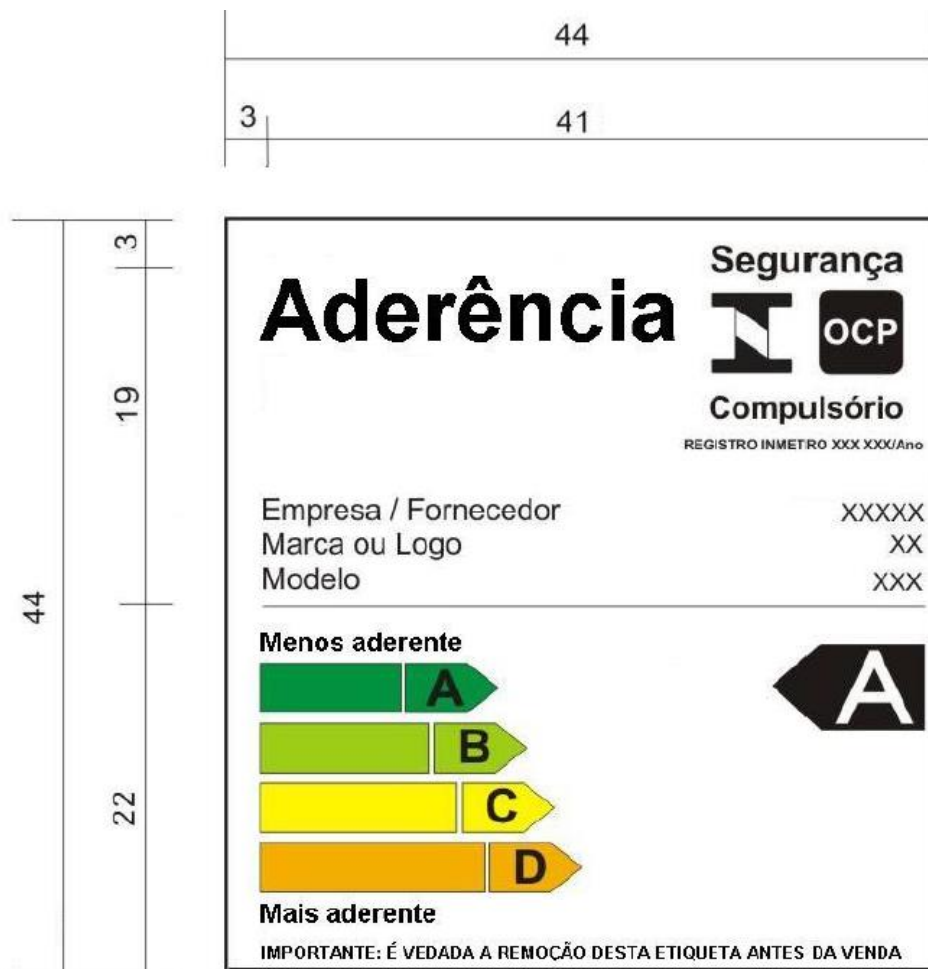 44
3 41
3
19
44
22
Aderência
Segurança
OCP
Compulsório
REGISTRO INMETRO XXX XXX/Ano
Empresa / Fornecedor XXXXX
Marca ou Logo XX
Modelo XXX
Menos aderente
A
A
B
C
D
Mais aderente
IMPORTANTE: É VEDADA A REMOÇÃO DESTA ETIQUETA ANTES DA VENDA